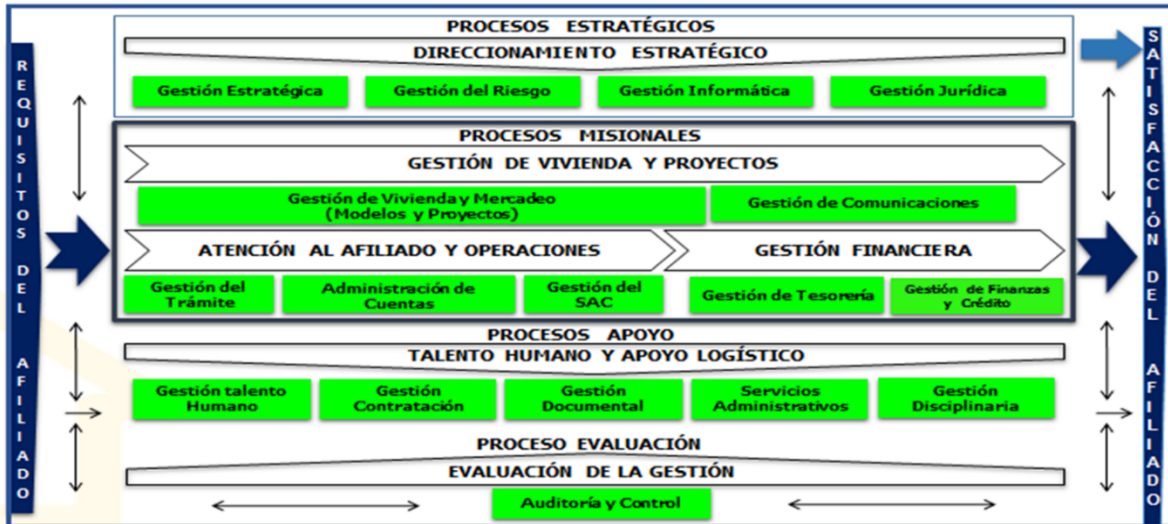 REQUISITOS DEL AFILIADO
PROCESOS ESTRATÉGICOS
DIRECCIONAMIENTO ESTRATÉGICO
Gestión Estratégica
Gestión del Riesgo
Gestión Informática
Gestión Jurídica
PROCESOS MISIONALES
GESTIÓN DE VIVIENDA Y PROYECTOS
Gestión de Vivienda y Mercadeo
(Modelos y Proyectos)
Gestión de Comunicaciones
ATENCIÓN AL AFILIADO Y OPERACIONES
GESTIÓN FINANCIERA
Gestión del
Trámite
Administración de
Cuentas
Gestión del
SAC
Gestión de Tesorería
Gestión de Finanzas
y Crédito
PROCESOS APOYO
TALENTO HUMANO Y APOYO LOGÍSTICO
Gestión talento
Humano
Gestión
Contratación
Gestión
Documental
Servicios
Administrativos
Gestión
Disciplinaria
PROCESO EVALUACIÓN
EVALUACIÓN DE LA GESTIÓN
Auditoría y Control
SATISFACCIÓN DEL AFILIADO